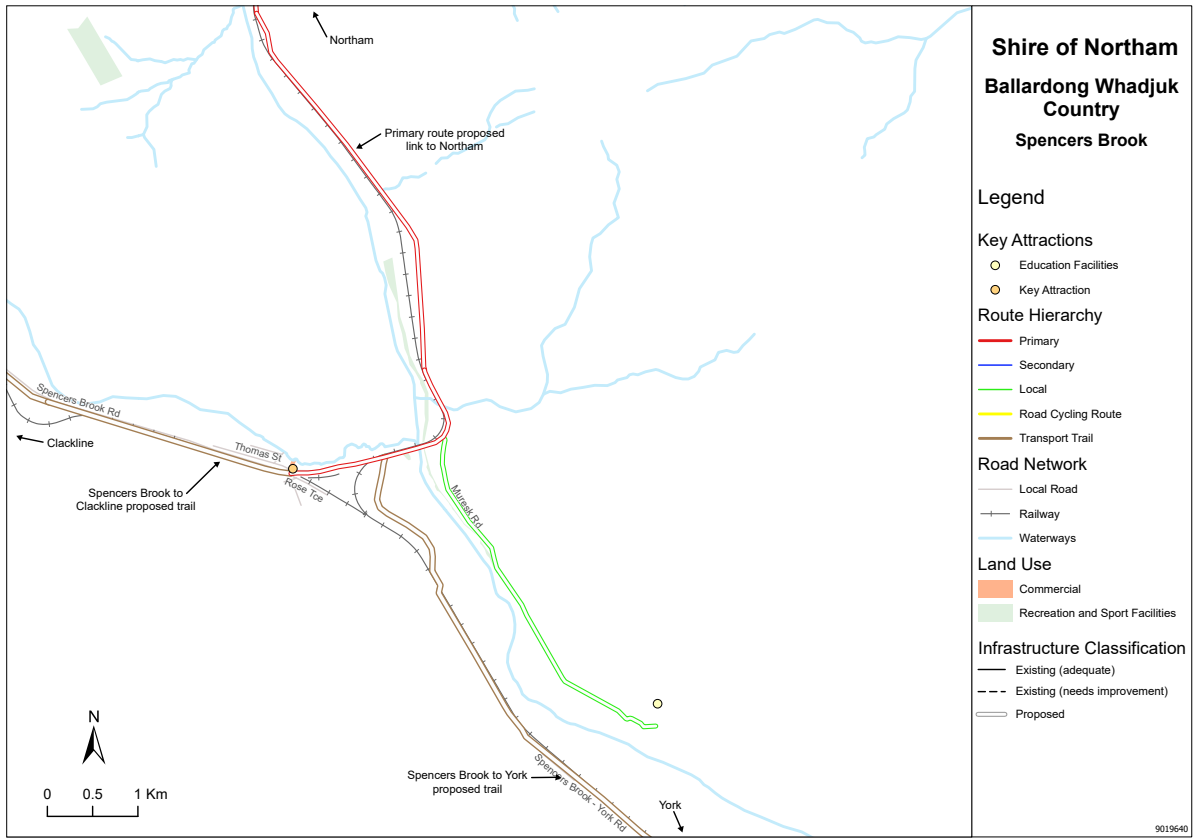 Northam
Primary route proposed
link to Northam
Spencers Brook Rd
Clackline
Thomas St
Rose Tce
Spencers Brook to
Clackline proposed trail
Muresk Rd
Spencers Brook to York
proposed trail
Spencers Brook - York Rd
York
N
0 0.5 1 Km
Shire of Northam
Ballardong Whadjuk
Country
Spencers Brook
Legend
Key Attractions
Education Facilities
Key Attraction
Route Hierarchy
Primary
Secondary
Local
Road Cycling Route
Transport Trail
Road Network
Local Road
Railway
Waterways
Land Use
Commercial
Recreation and Sport Facilities
Infrastructure Classification
Existing (adequate)
Existing (needs improvement)
Proposed
9019640